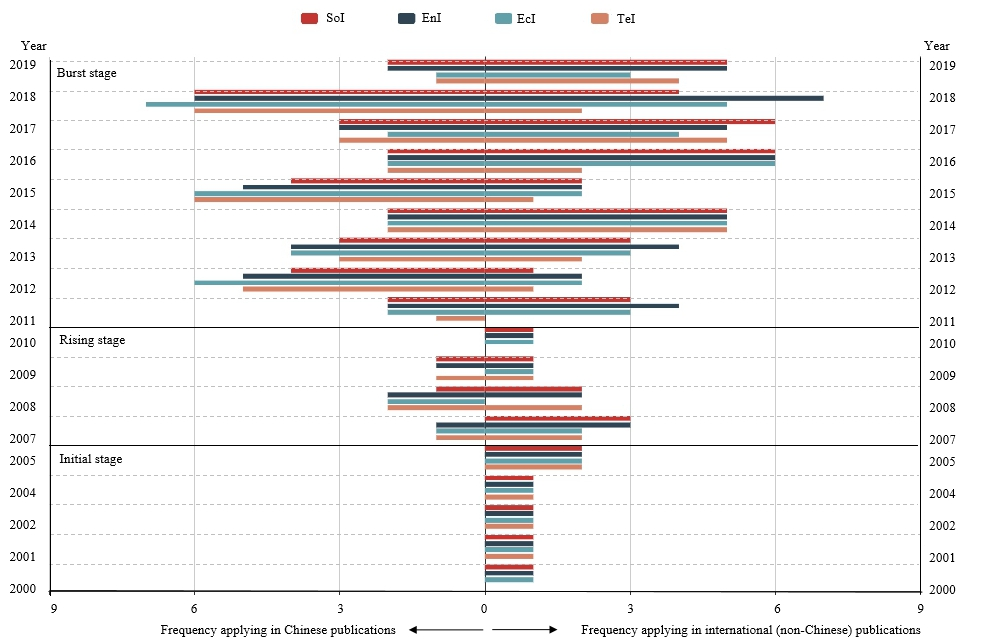 SoI EnI EcI TeI
Year Year
2019 Burst stage 2019
2018 2018
2017 2017
2016 2016
2015 2015
2014 2014
2013 2013
2012 2012
2011 2011
2010 Rising stage 2010
2009 2009
2008 2008
2007 2007
2005 Initial stage 2005
2004 2004
2002 2002
2001 2001
2000 2000
9 6 3 0 3 6 9
Frequency applying in Chinese publications Frequency applying in international (non-Chinese) publications